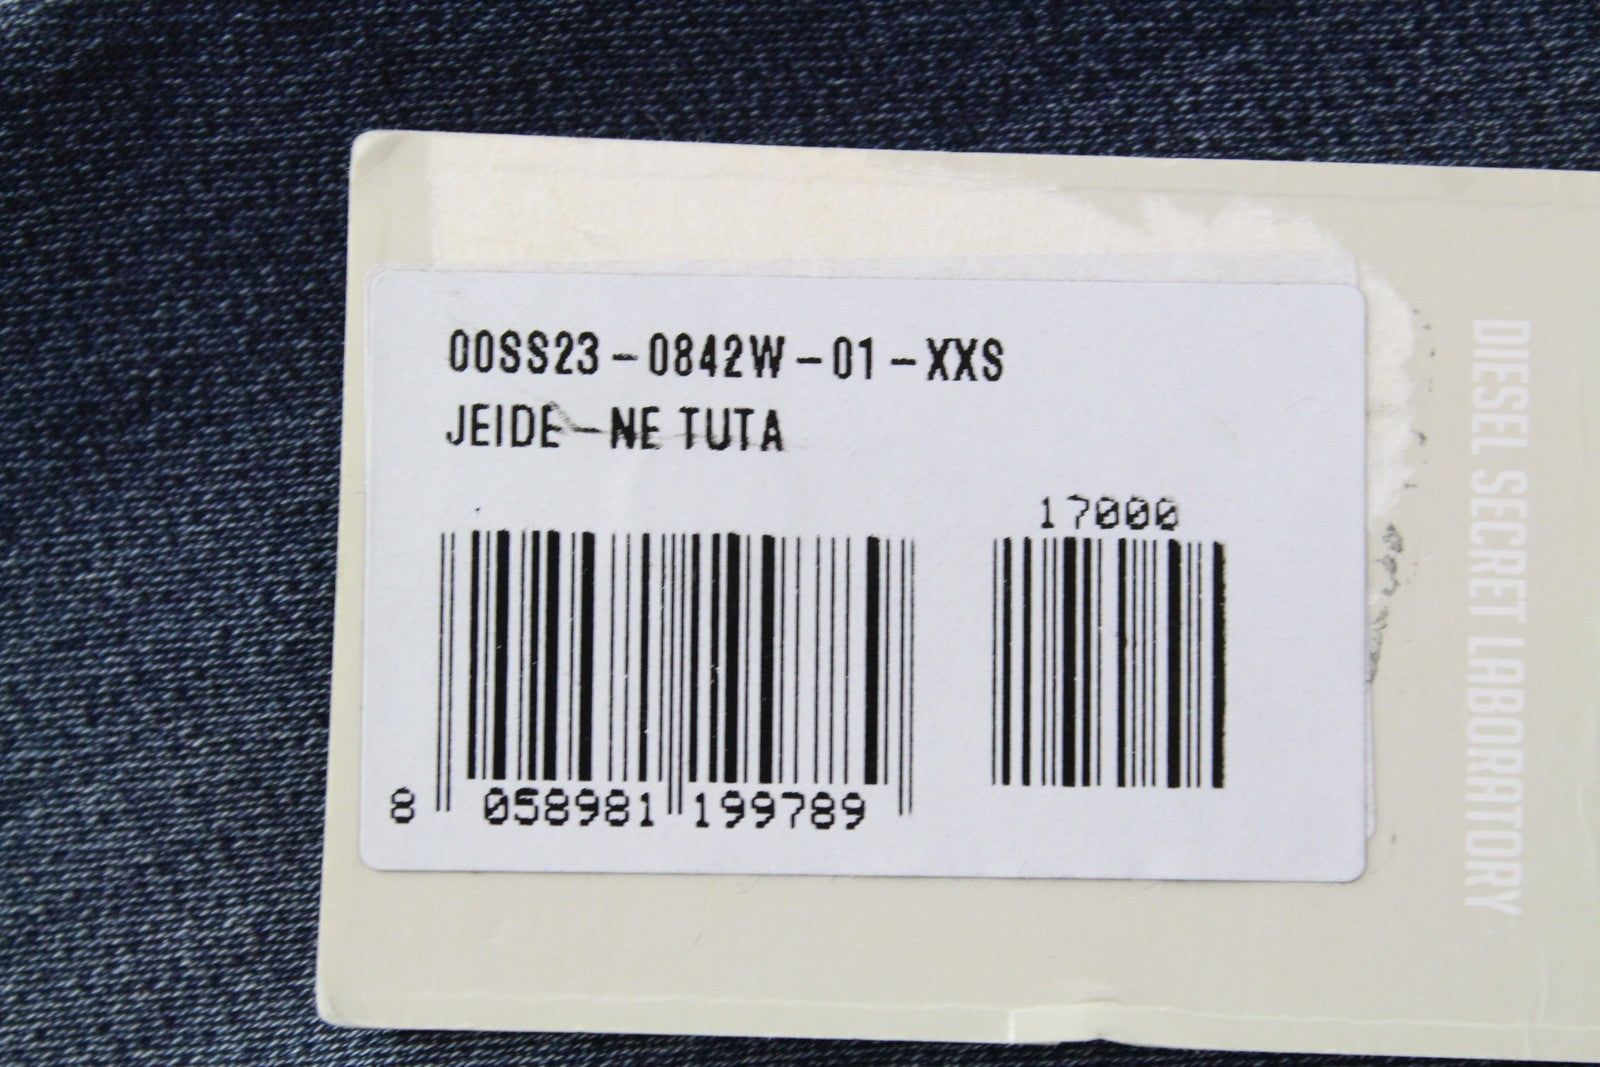 00SS23-0842W-01-XXS
JEIDE-NE TUTA
17000
8 058981 199789
DIESEL SECRET LABORATORY